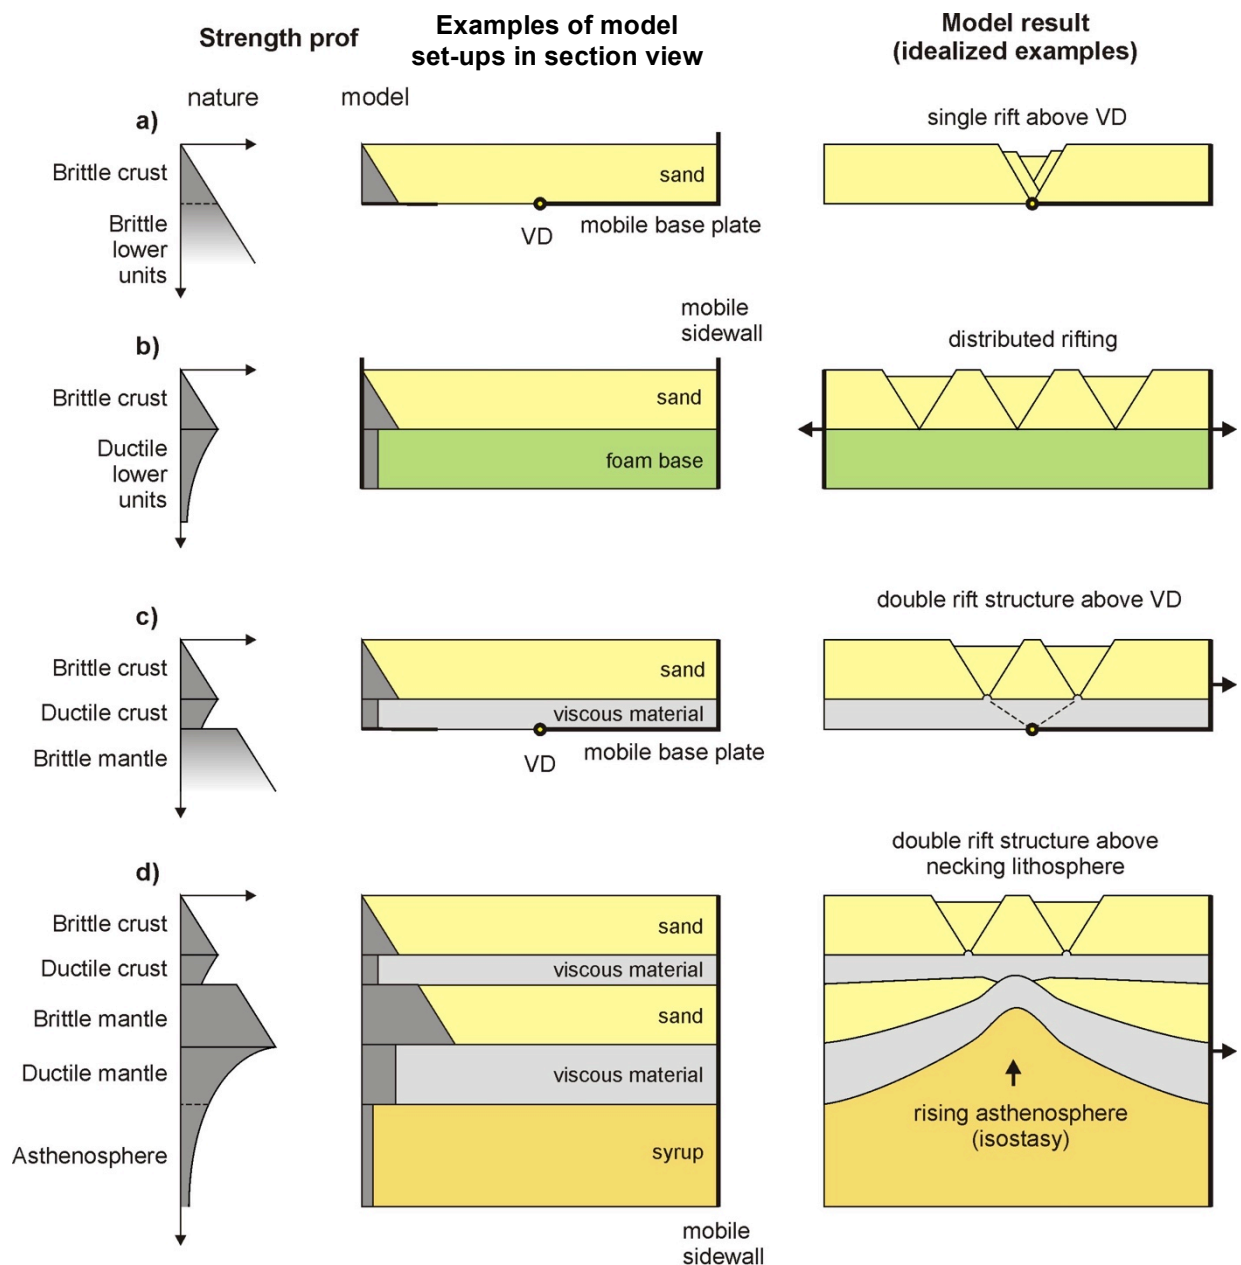 Strength prof
Examples of model
set-ups in section view
Model result
(idealized examples)
nature
model
a)
Brittle crust
Brittle
lower
units
sand
VD
mobile base plate
single rift above VD
b)
Brittle crust
Ductile
lower
units
mobile
sidewall
sand
foam base
distributed rifting
c)
Brittle crust
Ductile crust
Brittle mantle
sand
viscous material
VD
mobile base plate
double rift structure above VD
d)
Brittle crust
Ductile crust
Brittle mantle
Ductile mantle
Asthenosphere
sand
viscous material
sand
viscous material
syrup
mobile
sidewall
double rift structure above
necking lithosphere
rising asthenosphere
(isostasy)